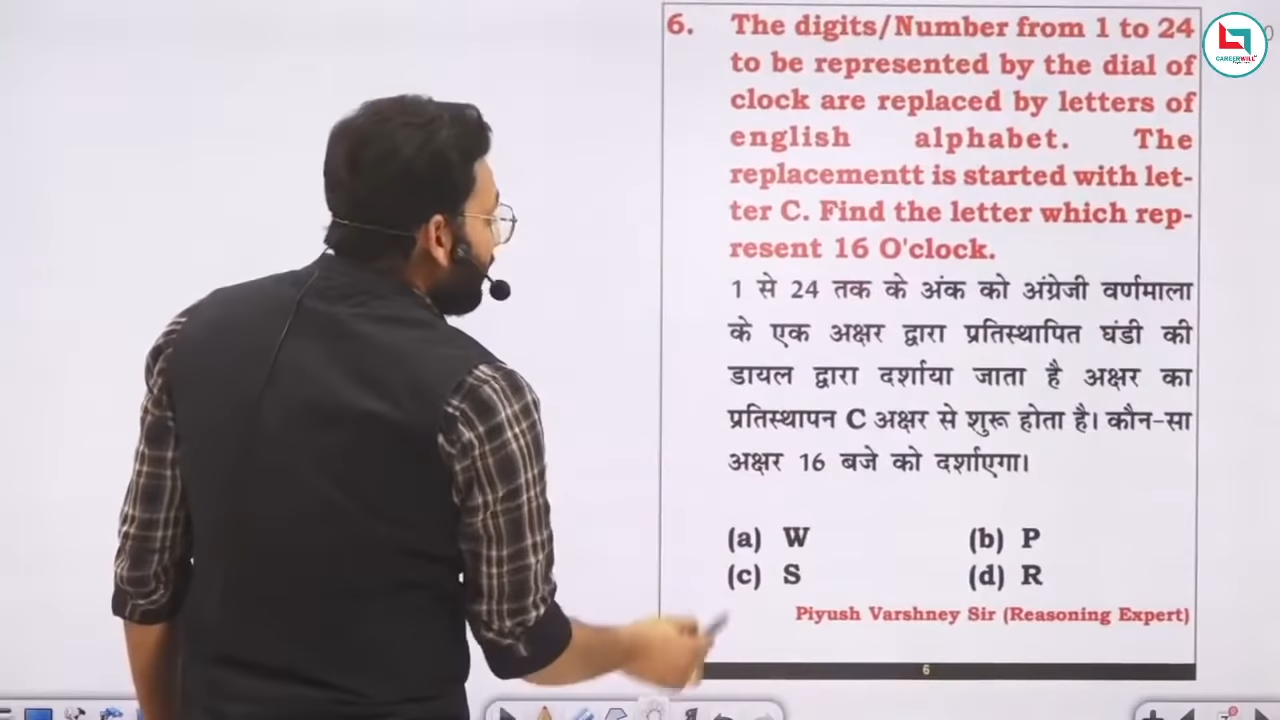 6. The digits/Number from 1 to 24
to be represented by the dial of
clock are replaced by letters of
english alphabet. The
replacementt is started with let-
ter C. Find the letter which rep-
resent 16 O'clock.
1 से 24 तक के अंक को अंग्रेजी वर्णमाला
के एक अक्षर द्वारा प्रतिस्थापित घंडी की
डायल द्वारा दर्शाया जाता है अक्षर का
प्रतिस्थापन C अक्षर से शुरू होता है। कौन-सा
अक्षर 16 बजे को दर्शाएगा।
(a) W (b) P
(c) S (d) R
Piyush Varshney Sir (Reasoning Expert)
6
CAREERWILL